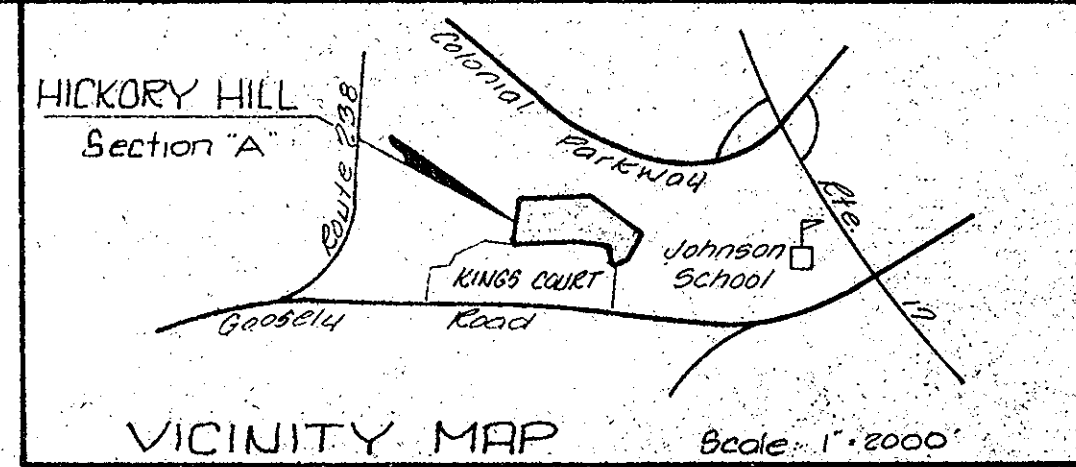 HICKORY HILL
Section "A"
Route 238
Colonial
Parkway
Rte.
17
Johnson
School
KINGS COURT
Goosely Road
VICINITY MAP
Scale: 1"=2000'